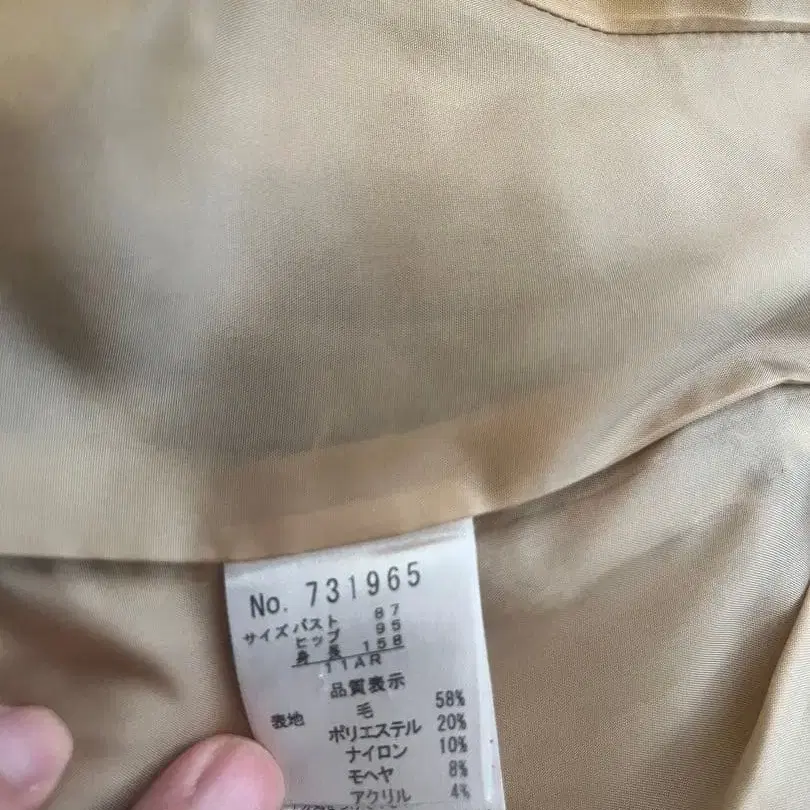 No. 731965
サイズ バスト 87
ヒップ 95
身長 158
11AR
品質表示
表地 毛 58%
ポリエステル 20%
ナイロン 10%
モヘヤ 8%
アクリル 4%